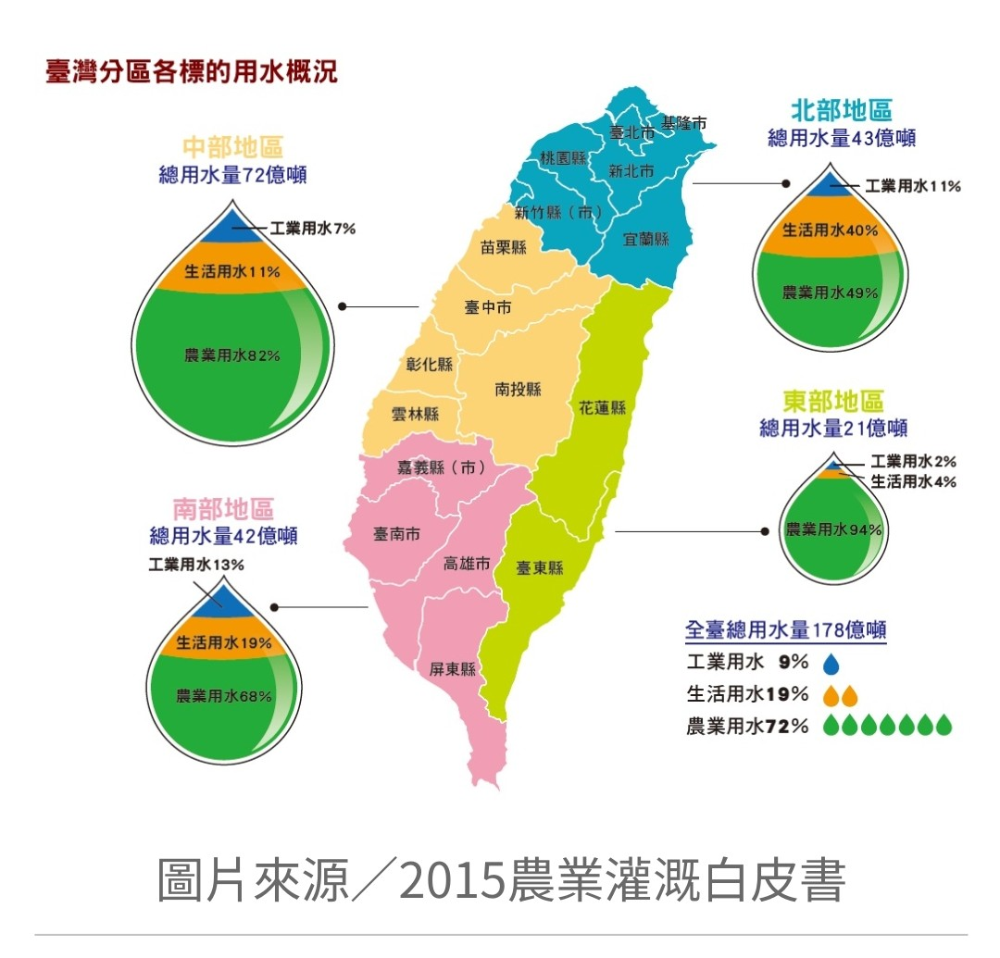 臺灣分區各標的用水概況
中部地區
總用水量72億噸
工業用水7%
生活用水11%
農業用水82%
北部地區
總用水量43億噸
工業用水11%
生活用水40%
農業用水49%
東部地區
總用水量21億噸
工業用水2%
生活用水4%
農業用水94%
南部地區
總用水量42億噸
工業用水13%
生活用水19%
農業用水68%
基隆市
臺北市
桃園縣
新北市
新竹縣（市）
宜蘭縣
苗栗縣
臺中市
彰化縣
南投縣
雲林縣
花蓮縣
嘉義縣（市）
臺南市
高雄市
臺東縣
屏東縣
全臺總用水量178億噸
工業用水 9%
生活用水19%
農業用水72%
圖片來源／2015農業灌溉白皮書